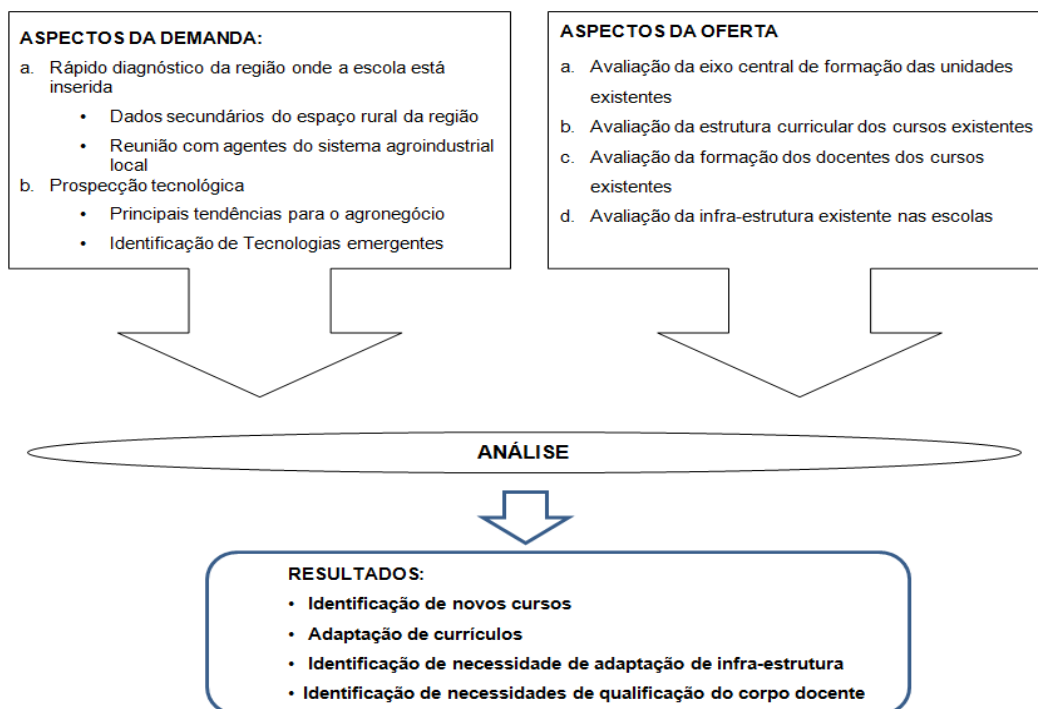 ASPECTOS DA DEMANDA:
a. Rápido diagnóstico da região onde a escola está
inserida
• Dados secundários do espaço rural da região
• Reunião com agentes do sistema agroindustrial
local
b. Prospecção tecnológica
• Principais tendências para o agronegócio
• Identificação de Tecnologias emergentes
ASPECTOS DA OFERTA
a. Avaliação da eixo central de formação das unidades
existentes
b. Avaliação da estrutura curricular dos cursos existentes
c. Avaliação da formação dos docentes dos cursos
existentes
d. Avaliação da infra-estrutura existente nas escolas
ANÁLISE
RESULTADOS:
• Identificação de novos cursos
• Adaptação de currículos
• Identificação de necessidade de adaptação de infra-estrutura
• Identificação de necessidades de qualificação do corpo docente